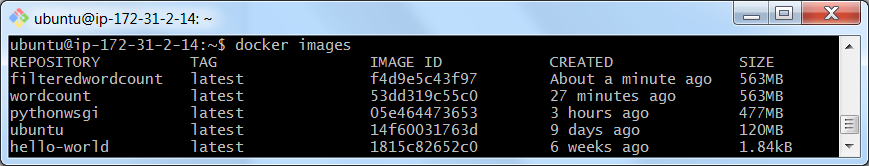 ubuntu@ip-172-31-2-14: ~
ubuntu@ip-172-31-2-14:~$ docker images
REPOSITORY TAG IMAGE ID CREATED SIZE
filteredwordcount latest f4d9e5c43f97 About a minute ago 563MB
wordcount latest 53dd319c55c0 27 minutes ago 563MB
pythonwsgi latest 05e464473653 3 hours ago 477MB
ubuntu latest 14f60031763d 9 days ago 120MB
hello-world latest 1815c82652c0 6 weeks ago 1.84kB